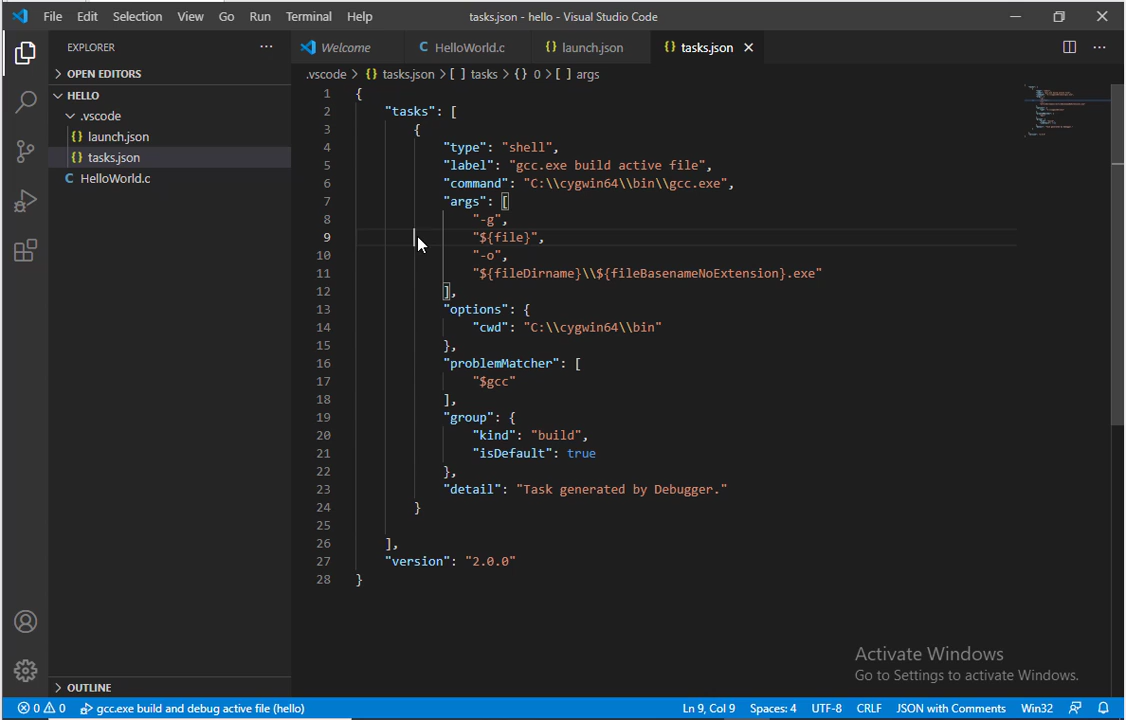 File Edit Selection View Go Run Terminal Help tasks.json - hello - Visual Studio Code
EXPLORER ...
Welcome HelloWorld.c {} launch.json {} tasks.json
OPEN EDITORS
.vscode > {} tasks.json > [ ] tasks > {} 0 > [ ] args
HELLO
.vscode
{} launch.json
{} tasks.json
C HelloWorld.c
1 {
2 "tasks": [
3 {
4 "type": "shell",
5 "label": "gcc.exe build active file",
6 "command": "C:\\cygwin64\\bin\\gcc.exe",
7 "args": [
8 "-g",
9 "${file}",
10 "-o",
11 "${fileDirname}\\${fileBasenameNoExtension}.exe"
12 ],
13 "options": {
14 "cwd": "C:\\cygwin64\\bin"
15 },
16 "problemMatcher": [
17 "$gcc"
18 ],
19 "group": {
20 "kind": "build",
21 "isDefault": true
22 },
23 "detail": "Task generated by Debugger."
24 }
25
26 ],
27 "version": "2.0.0"
28 }
Activate Windows
Go to Settings to activate Windows.
OUTLINE
0 0 gcc.exe build and debug active file (hello) Ln 9, Col 9 Spaces: 4 UTF-8 CRLF JSON with Comments Win32